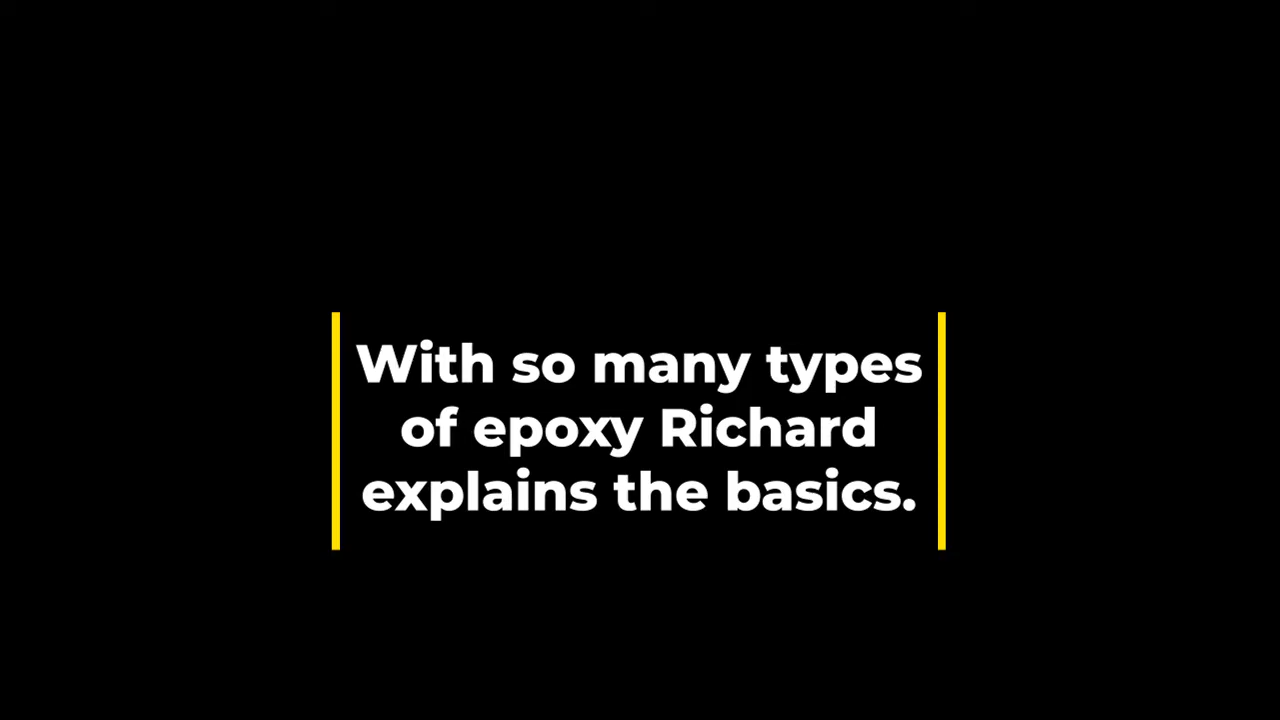 With so many types
of epoxy Richard
explains the basics.